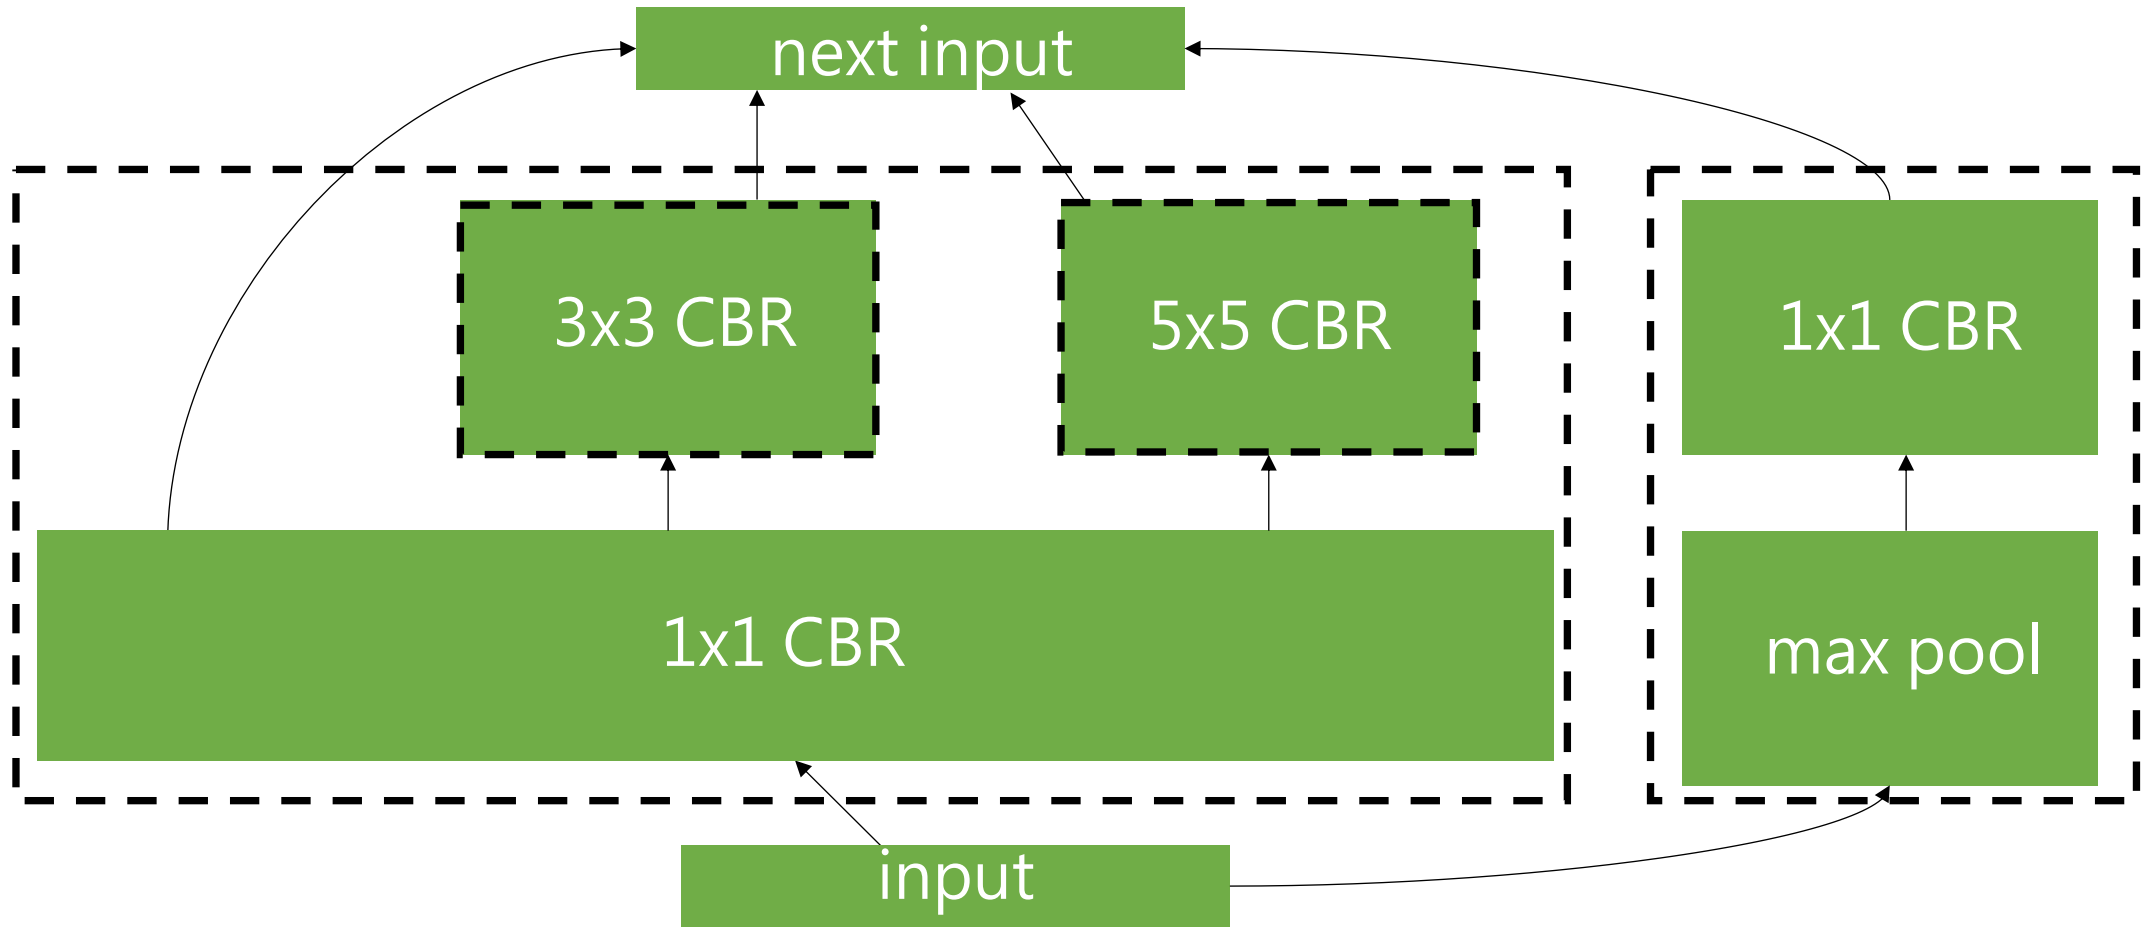 next input
3x3 CBR
5x5 CBR
1x1 CBR
1x1 CBR
max pool
input